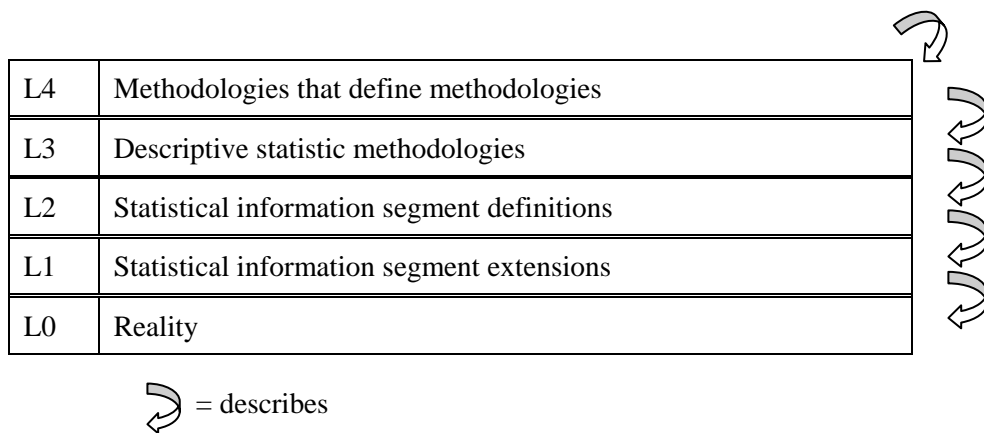 L4 Methodologies that define methodologies
L3 Descriptive statistic methodologies
L2 Statistical information segment definitions
L1 Statistical information segment extensions
L0 Reality
= describes